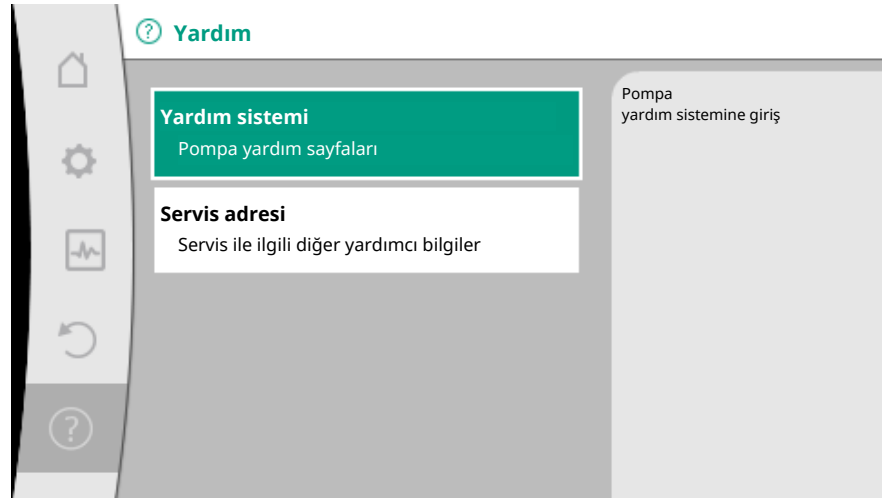 Yardım
Yardım sistemi
Pompa yardım sayfaları
Servis adresi
Servis ile ilgili diğer yardımcı bilgiler
Pompa
yardım sistemine giriş